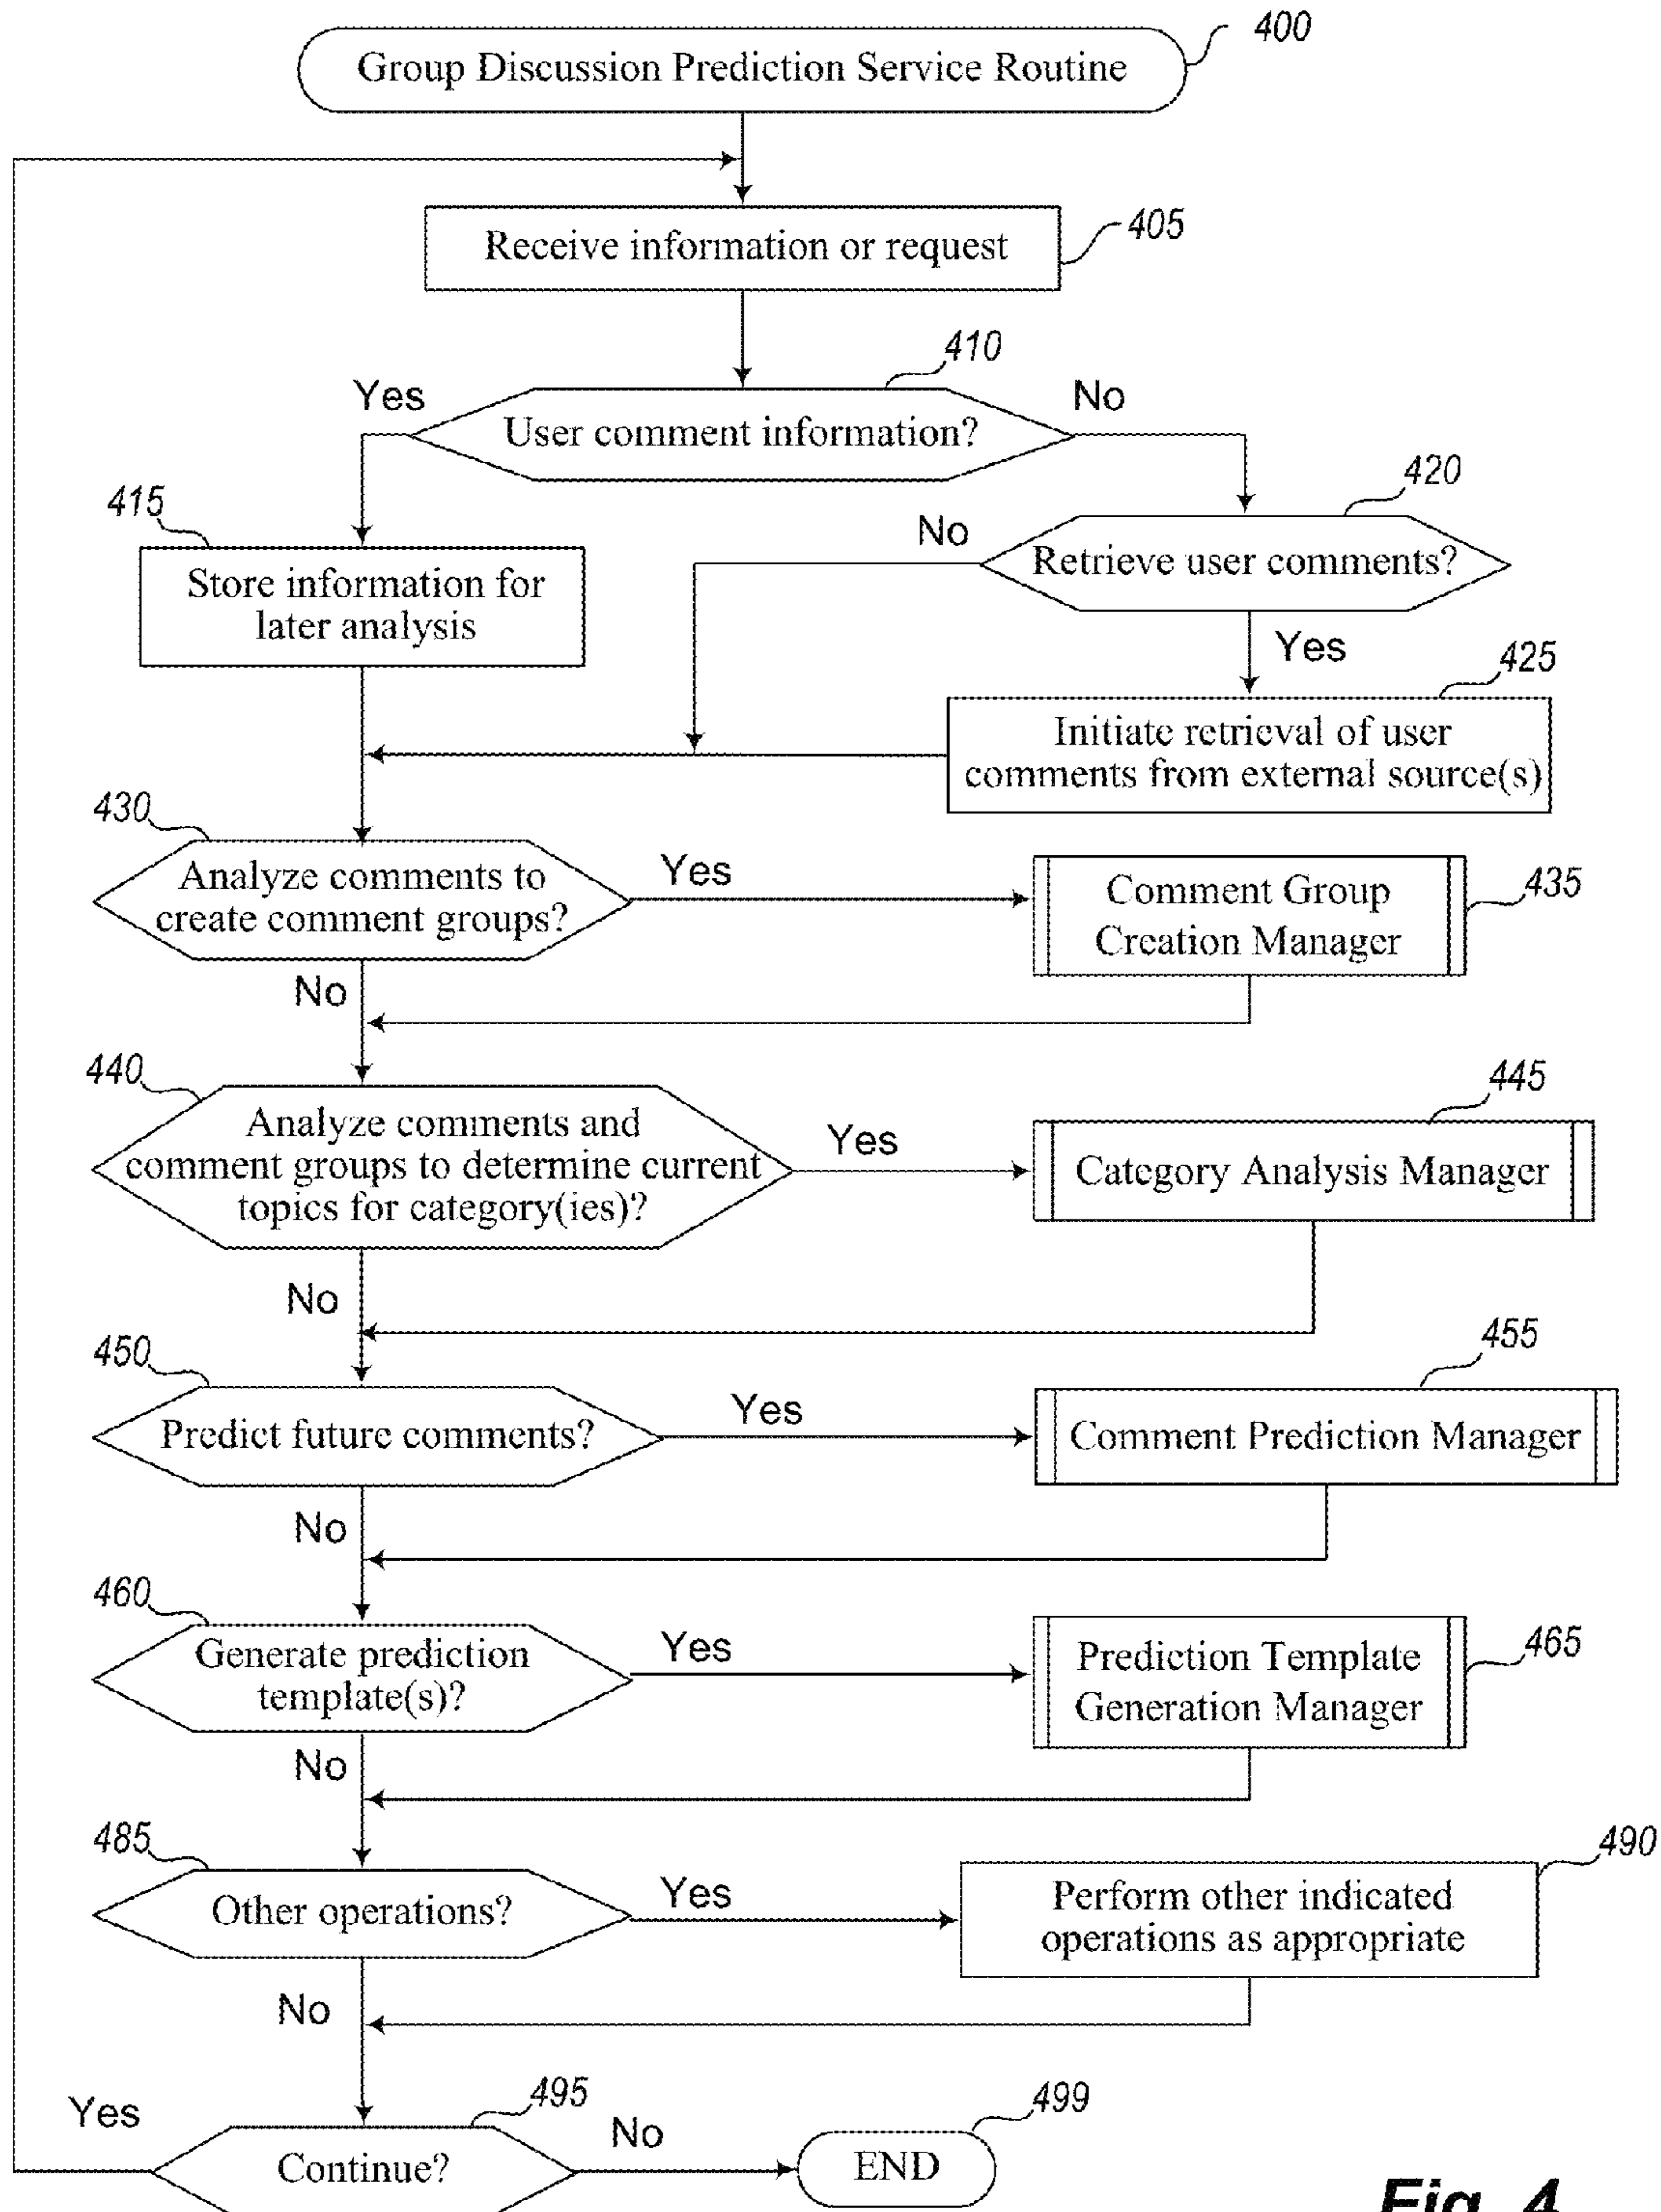 400
Group Discussion Prediction Service Routine
Receive information or request
405
410
Yes
No
User comment information?
415
420
No
Retrieve user comments?
Store information for
later analysis
Yes
425
Initiate retrieval of user
comments from external source(s)
430
Analyze comments to
create comment groups?
Yes
Comment Group
Creation Manager
435
No
440
Analyze comments and
comment groups to determine current
topics for category(ies)?
Yes
445
Category Analysis Manager
No
450
455
Predict future comments?
Yes
Comment Prediction Manager
No
460
Generate prediction
template(s)?
Yes
Prediction Template
Generation Manager
465
No
485
Other operations?
Yes
490
Perform other indicated
operations as appropriate
No
495
Yes
Continue?
No
499
END
Fig. 4